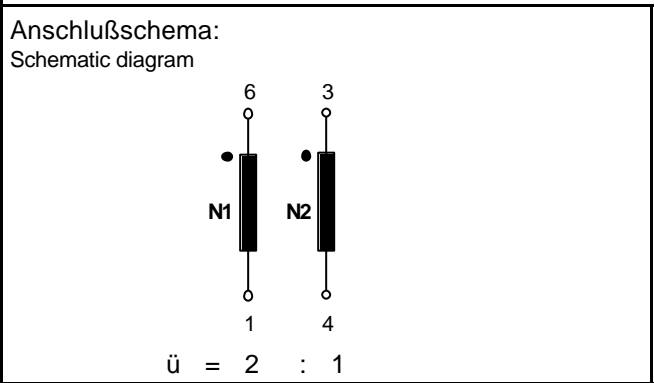 Anschlußschema:
Schematic diagram
6 3
N1 N2
1 4
ü = 2 : 1